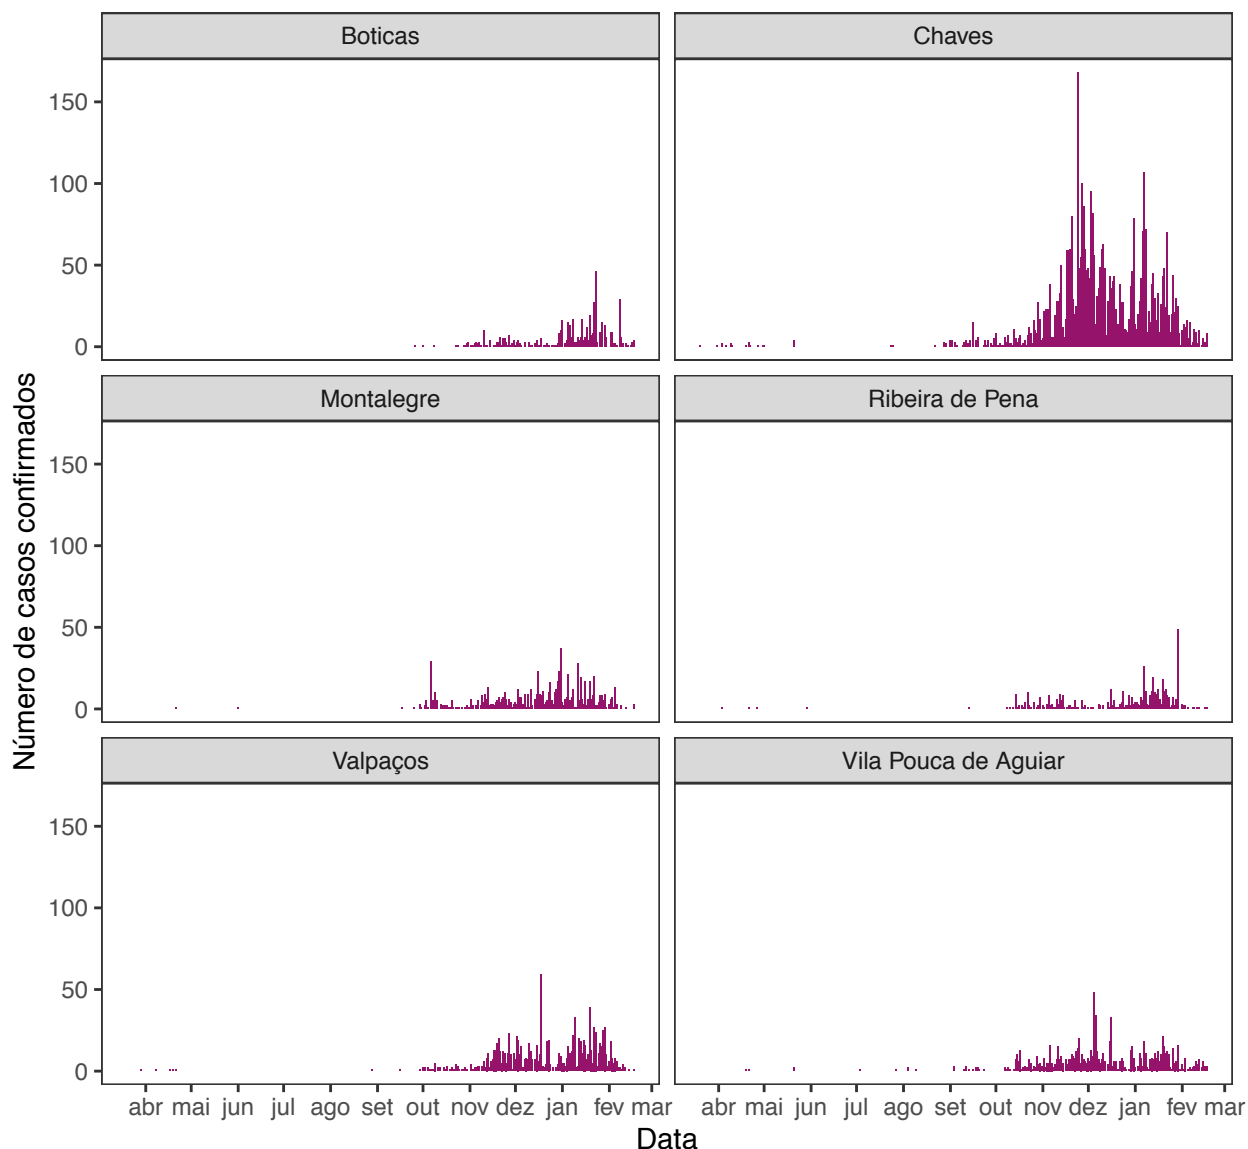 Boticas
Chaves
150
100
50
0
Montalegre
Ribeira de Pena
150
100
50
0
Valpaços
Vila Pouca de Aguiar
150
100
50
0
abr mai jun jul ago set out nov dez jan fev mar
abr mai jun jul ago set out nov dez jan fev mar
Data
Número de casos confirmados